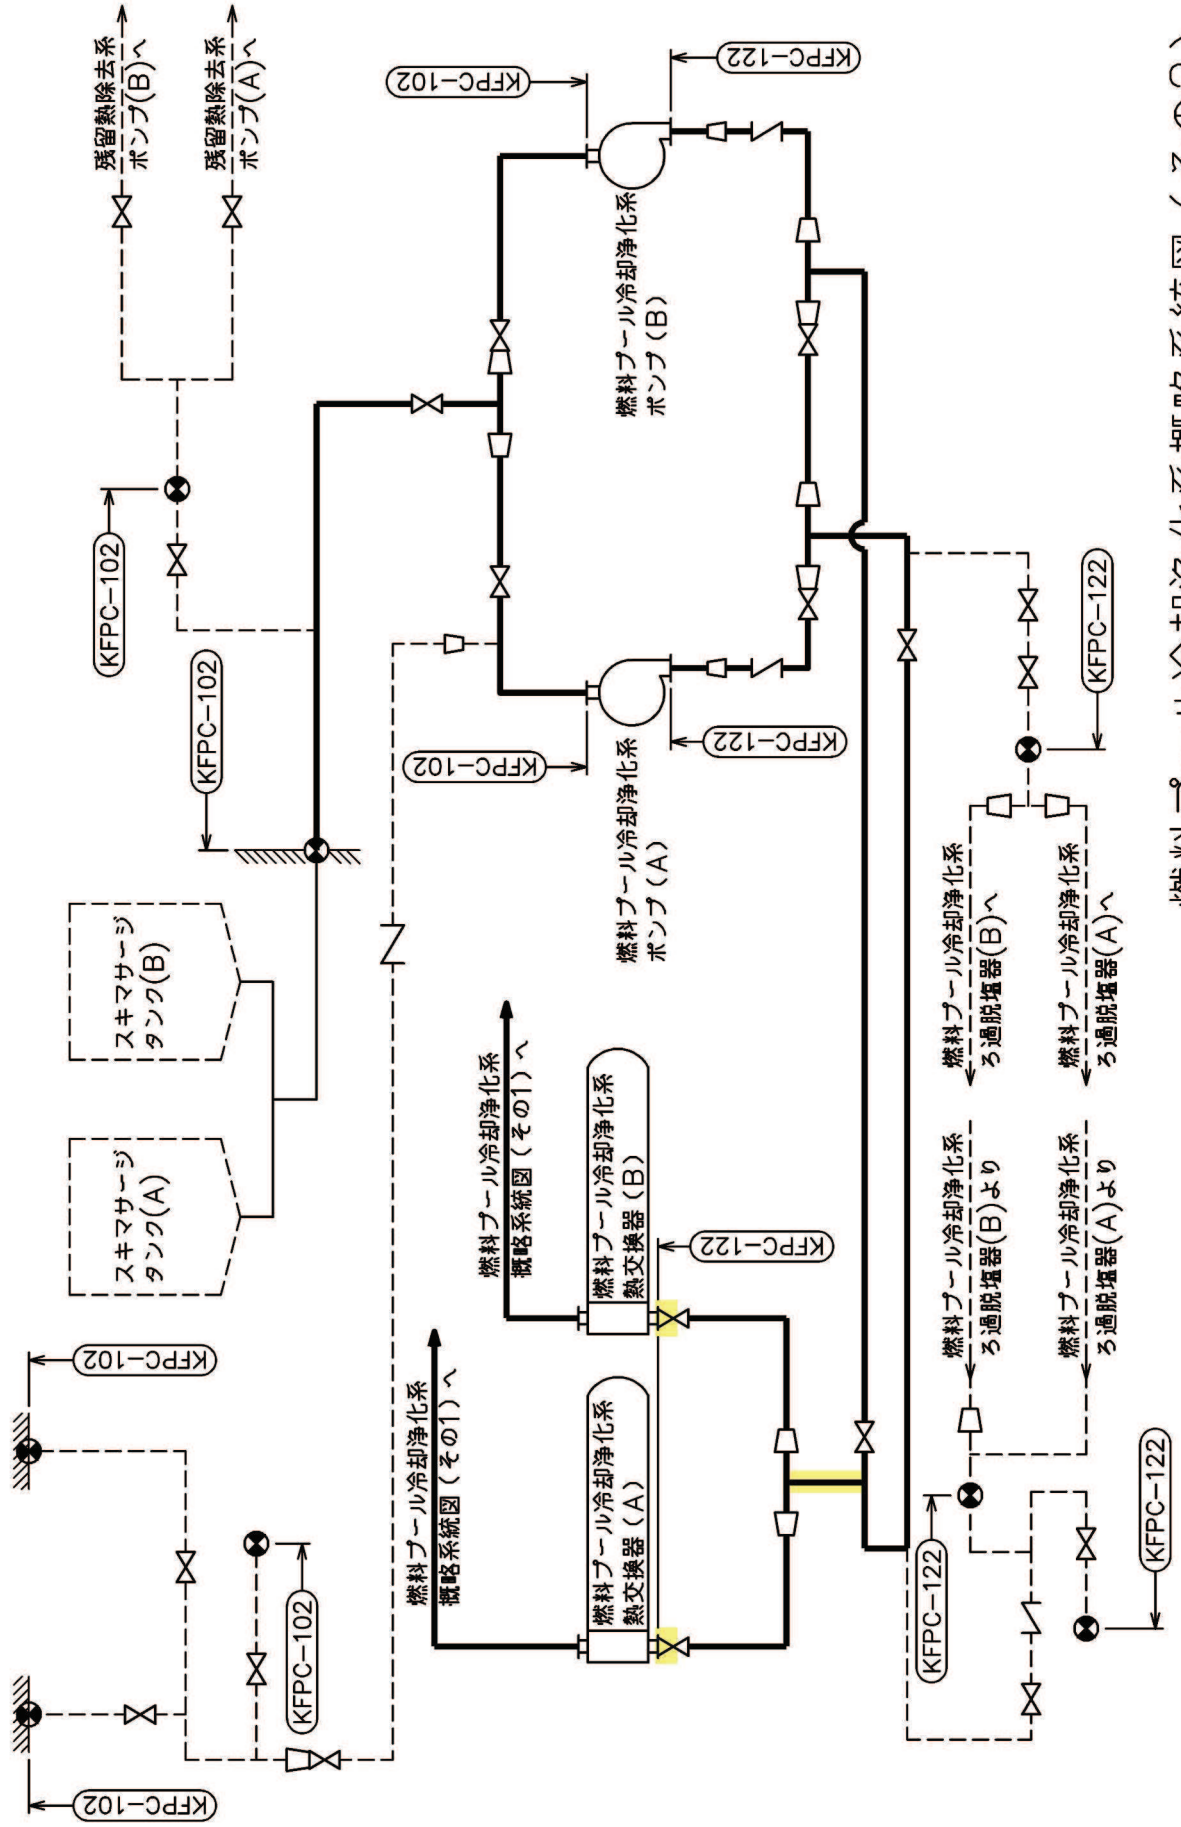 KFPC-102
KFPC-102
KFPC-102
スキマサージ
タンク(A)
スキマサージ
タンク(B)
KFPC-102
KFPC-102
残留熱除去系
ポンプ(B)へ
残留熱除去系
ポンプ(A)へ
燃料プール冷却浄化系
概略系統図(その1)へ
燃料プール冷却浄化系
概略系統図(その1)へ
燃料プール冷却浄化系
熱交換器(A)
燃料プール冷却浄化系
熱交換器(B)
KFPC-122
KFPC-102
KFPC-122
燃料プール冷却浄化系
ポンプ(A)
KFPC-102
KFPC-122
燃料プール冷却浄化系
ポンプ(B)
燃料プール冷却浄化系
ろ過脱塩器(B)より
燃料プール冷却浄化系
ろ過脱塩器(A)より
燃料プール冷却浄化系
ろ過脱塩器(B)へ
燃料プール冷却浄化系
ろ過脱塩器(A)へ
KFPC-122
KFPC-122
KFPC-122